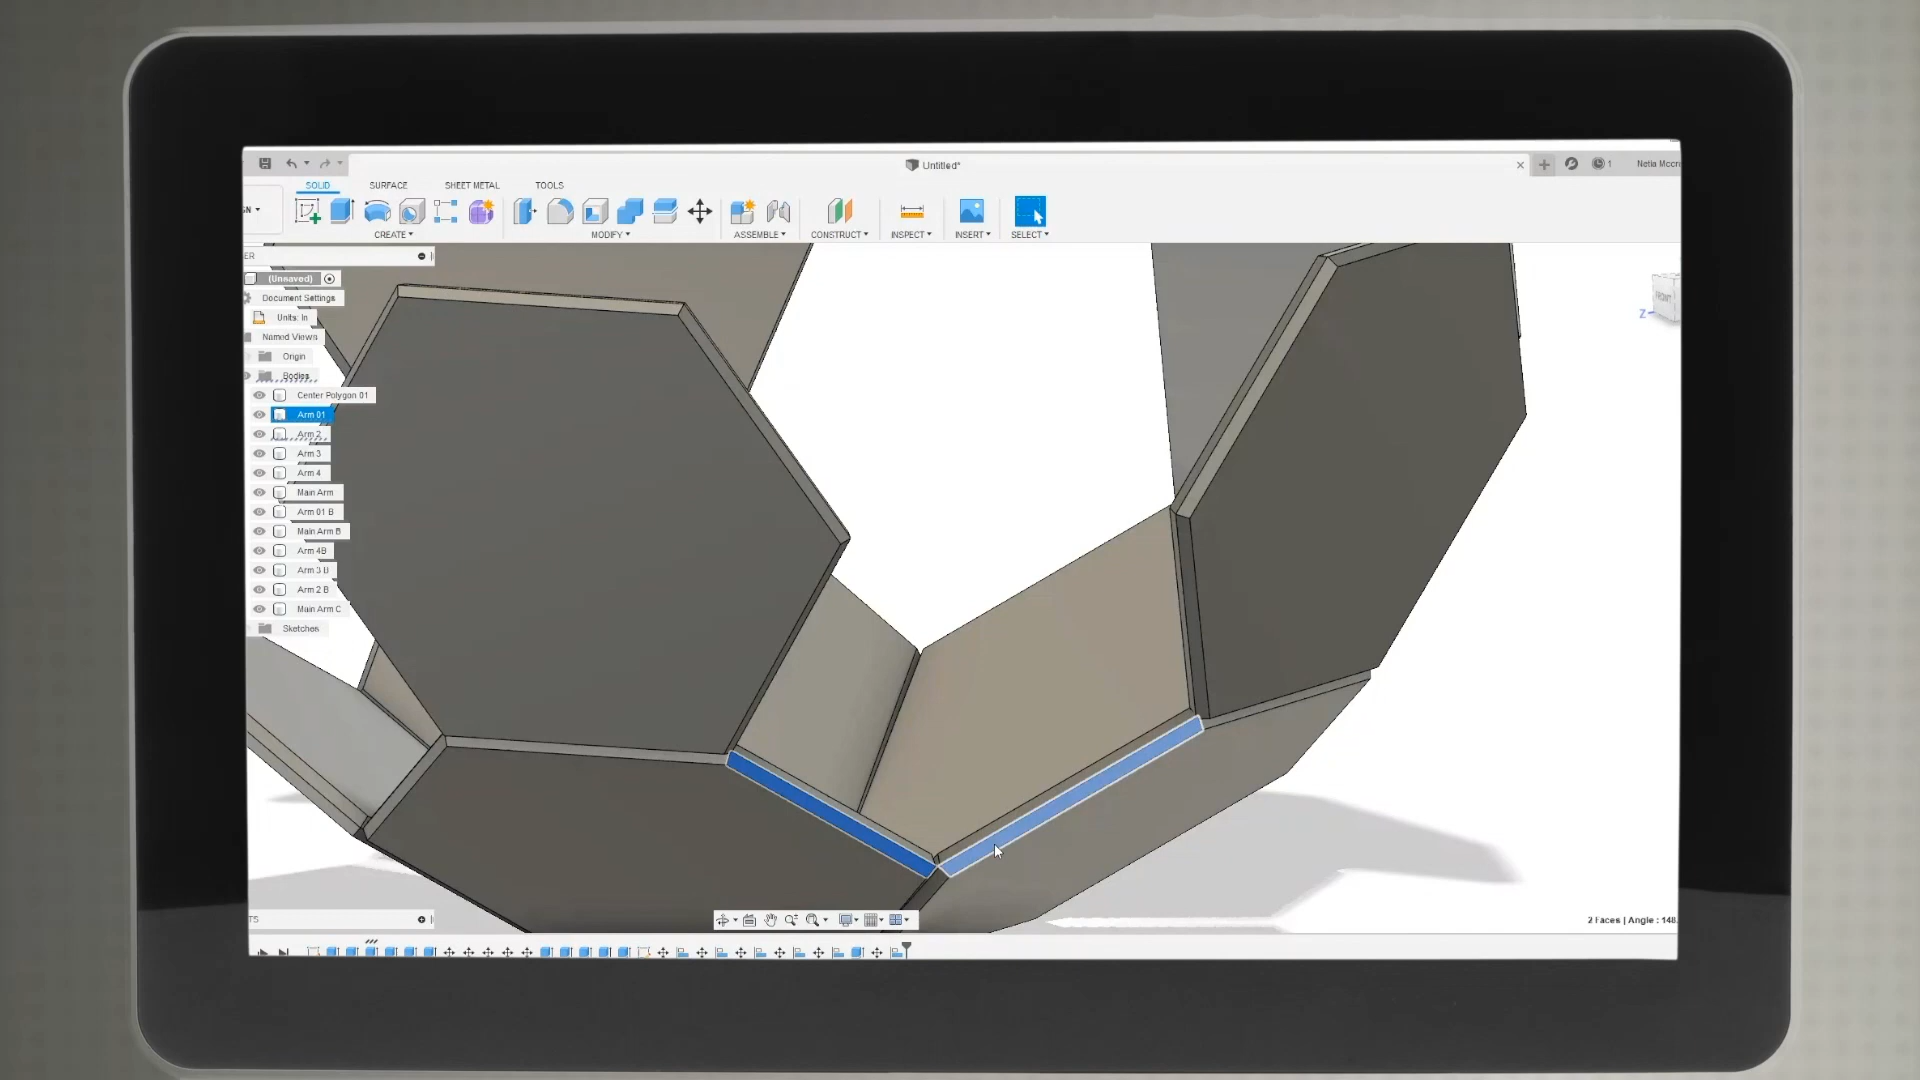 Untitled*
1
SOLID
SURFACE
SHEET METAL
TOOLS
CREATE
MODIFY
ASSEMBLE
CONSTRUCT
INSPECT
INSERT
SELECT
(Unsaved)
Document Settings
Units: In
Named Views
Origin
Bodies
Center Polygon 01
Arm 01
Arm 2
Arm 3
Arm 4
Main Arm
Arm 01 B
Main Arm B
Arm 4B
Arm 3 B
Arm 2 B
Main Arm C
Sketches
FRONT
Z
2 Faces | Angle : 148.